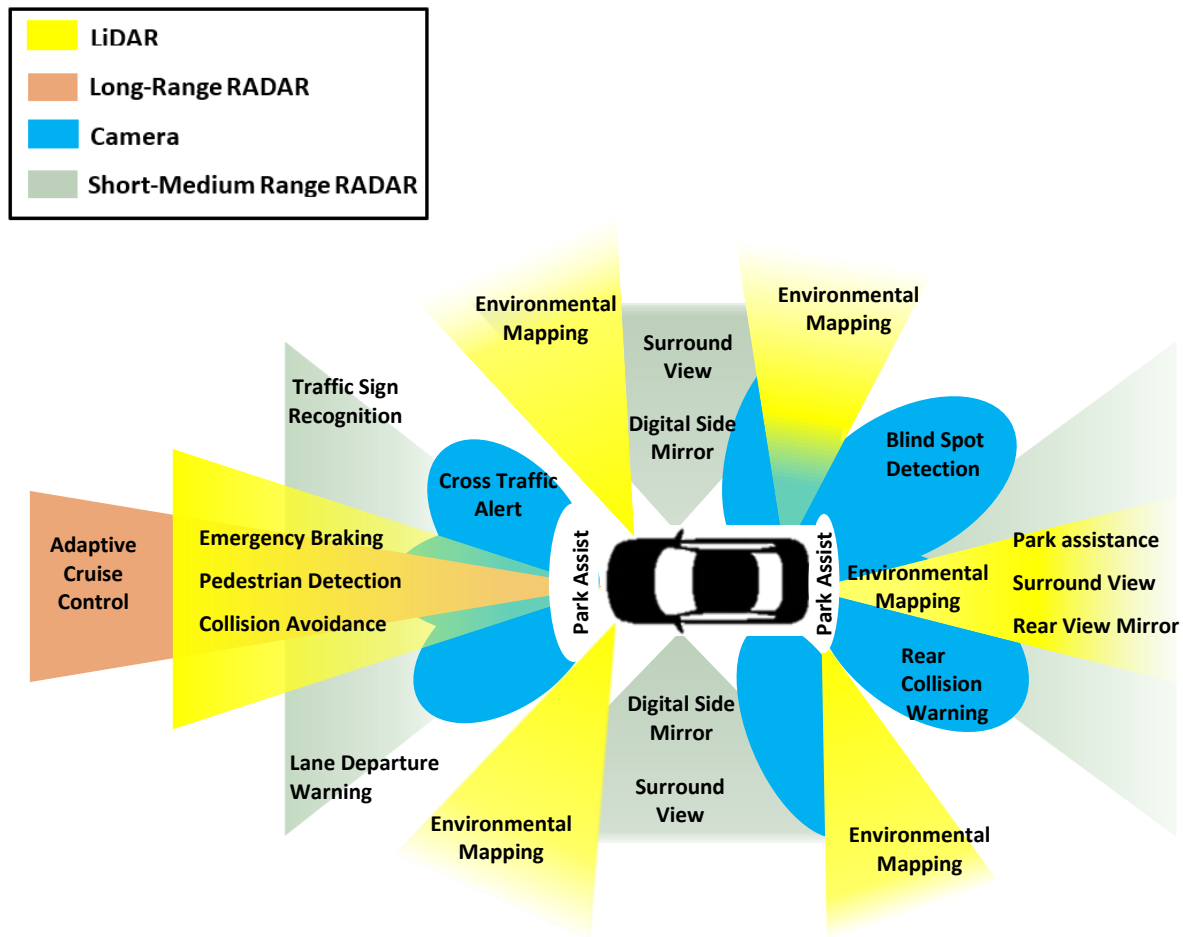 LiDAR
Long-Range RADAR
Camera
Short-Medium Range RADAR
Environmental
Mapping
Environmental
Mapping
Surround
View
Digital Side
Mirror
Traffic Sign
Recognition
Cross Traffic
Alert
Blind Spot
Detection
Adaptive
Cruise
Control
Emergency Braking
Pedestrian Detection
Collision Avoidance
Park Assist
Park Assist
Environmental
Mapping
Park assistance
Surround View
Rear View Mirror
Rear
Collision
Warning
Digital Side
Mirror
Surround
View
Lane Departure
Warning
Environmental
Mapping
Environmental
Mapping